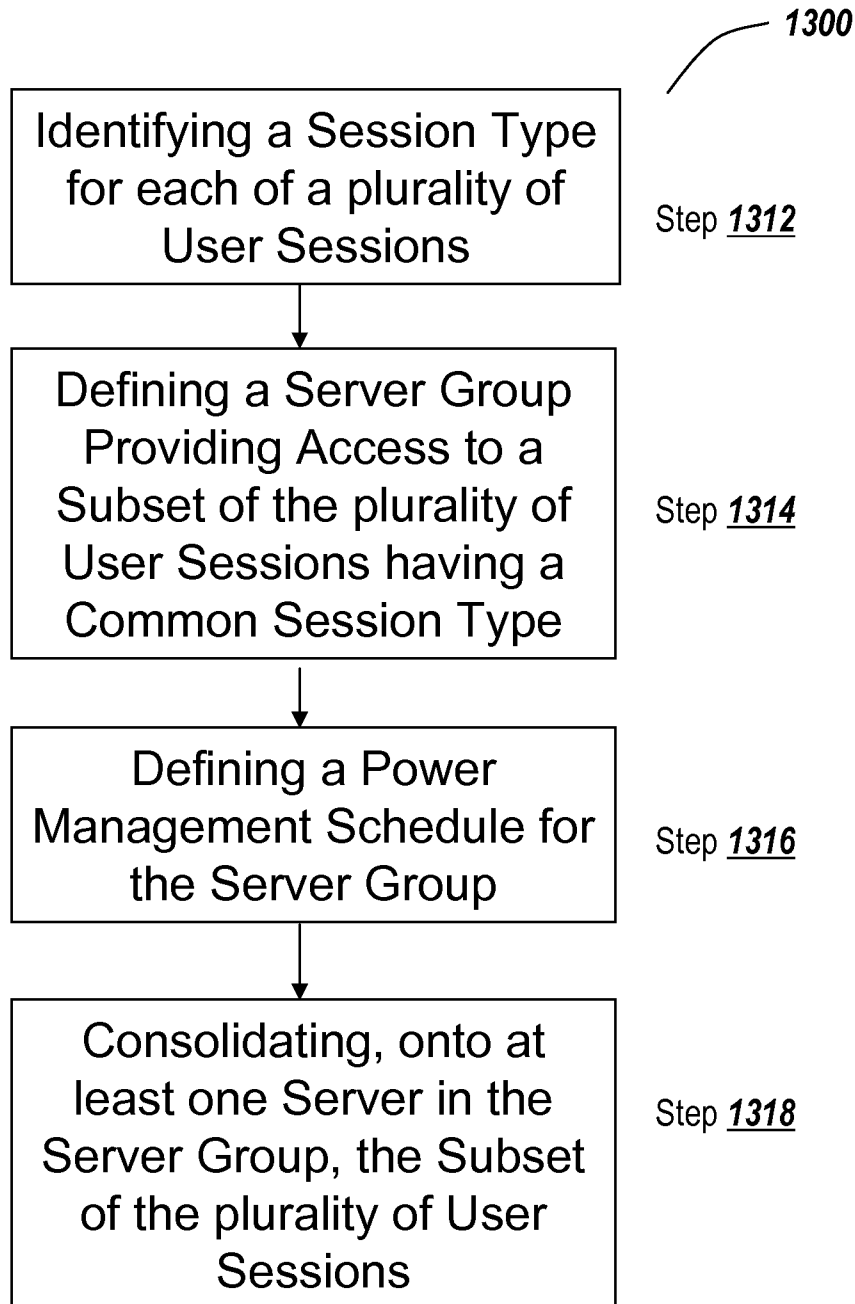 1300
Identifying a Session Type
for each of a plurality of
User Sessions
Step 1312
Defining a Server Group
Providing Access to a
Subset of the plurality of
User Sessions having a
Common Session Type
Step 1314
Defining a Power
Management Schedule for
the Server Group
Step 1316
Consolidating, onto at
least one Server in the
Server Group, the Subset
of the plurality of User
Sessions
Step 1318